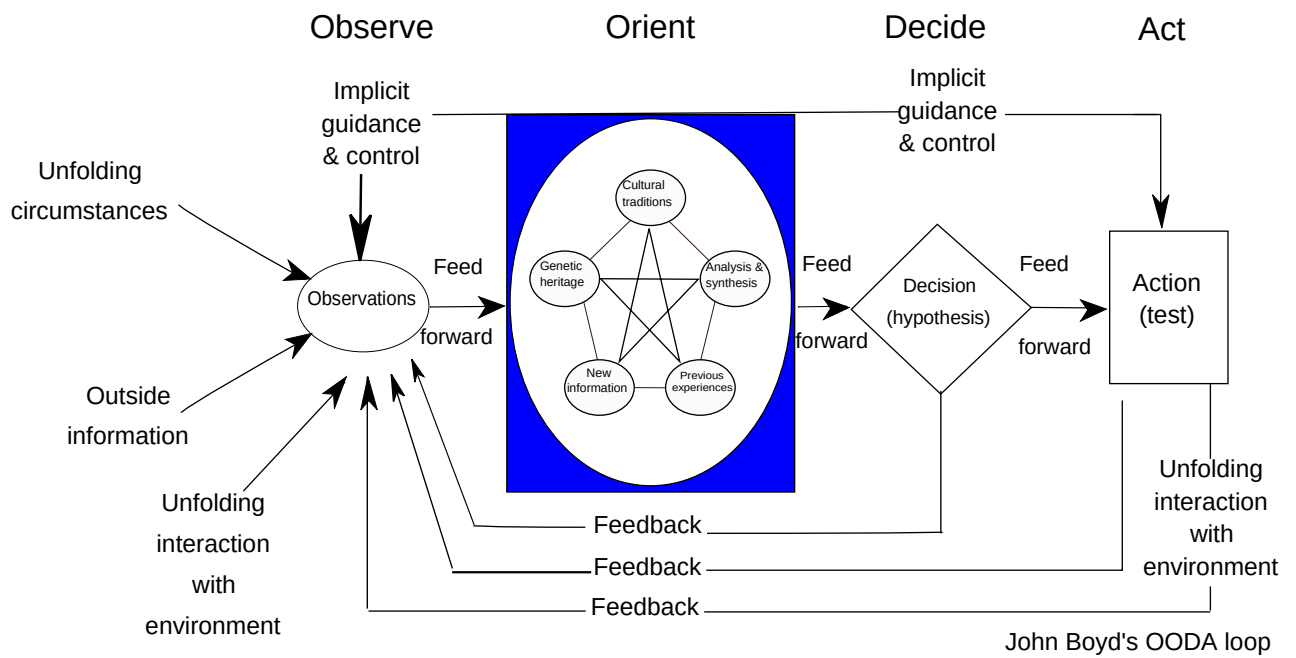 Observe
Orient
Decide
Act
Implicit
guidance
& control
Implicit
guidance
& control
Unfolding
circumstances
Cultural
traditions
Genetic
heritage
Analysis &
synthesis
New
information
Previous
experiences
Observations
Feed
forward
Feed
forward
Decision
(hypothesis)
Feed
forward
Action
(test)
Outside
information
Unfolding
interaction
with
environment
Unfolding
interaction
with
environment
Feedback
Feedback
Feedback
John Boyd's OODA loop